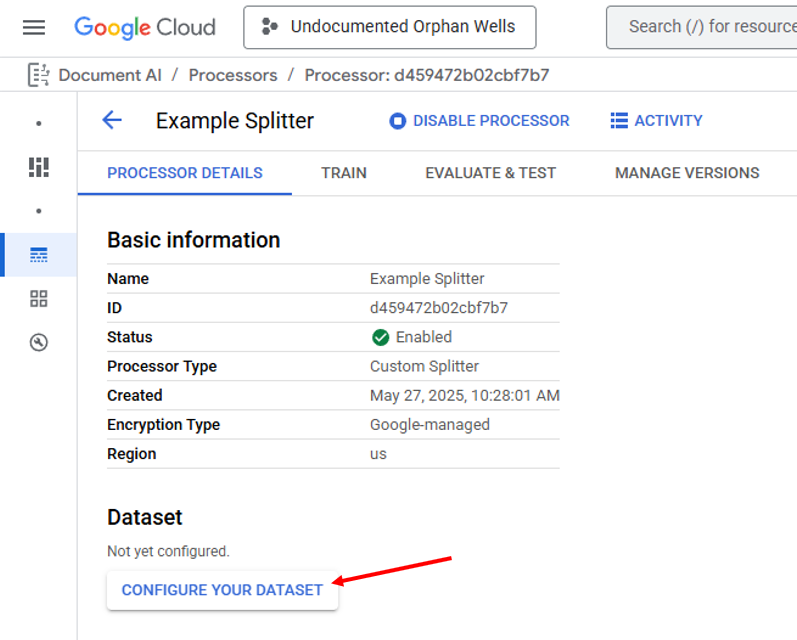 Google Cloud Undocumented Orphan Wells Search (/) for resource
Document AI / Processors / Processor: d459472b02cbf7b7
Example Splitter DISABLE PROCESSOR ACTIVITY
PROCESSOR DETAILS TRAIN EVALUATE & TEST MANAGE VERSIONS
Basic information
Name Example Splitter
ID d459472b02cbf7b7
Status Enabled
Processor Type Custom Splitter
Created May 27, 2025, 10:28:01 AM
Encryption Type Google-managed
Region us
Dataset
Not yet configured.
CONFIGURE YOUR DATASET